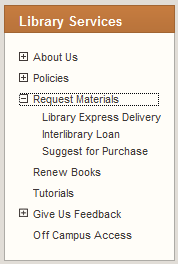 Library Services
About Us
Policies
Request Materials
Library Express Delivery
Interlibrary Loan
Suggest for Purchase
Renew Books
Tutorials
Give Us Feedback
Off Campus Access